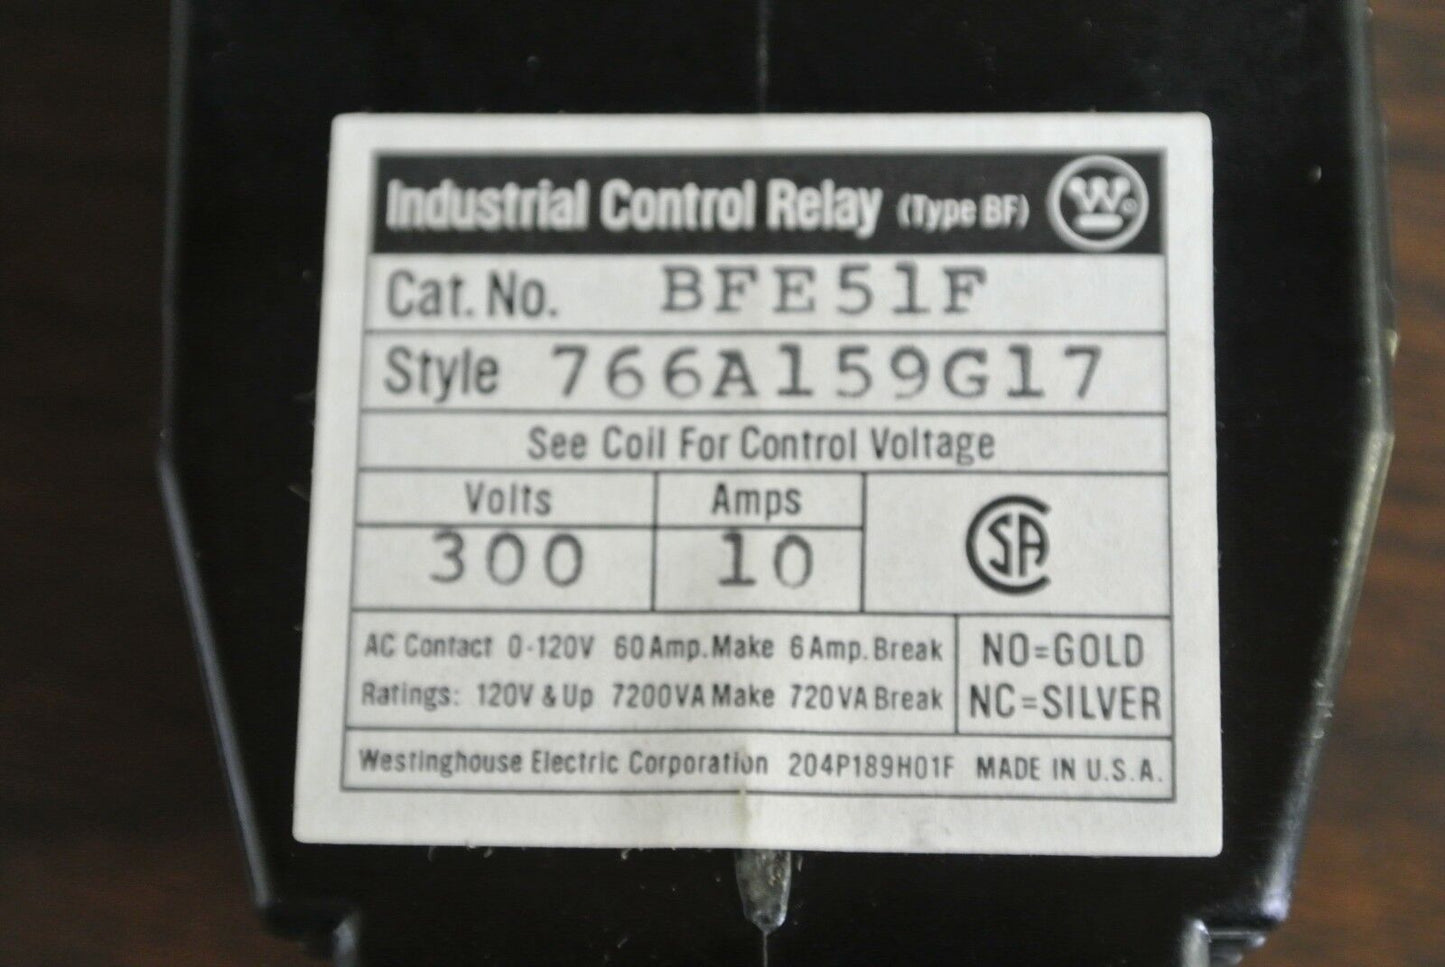 Industrial Control Relay (Type BF) W
Cat. No. BFE51F
Style 766A159G17
See Coil For Control Voltage
Volts Amps
300 10
CSA
AC Contact 0-120V 60 Amp. Make 6 Amp. Break
Ratings: 120V & Up 7200VA Make 720VA Break
NO=GOLD
NC=SILVER
Westinghouse Electric Corporation 204P189H01F MADE IN U.S.A.